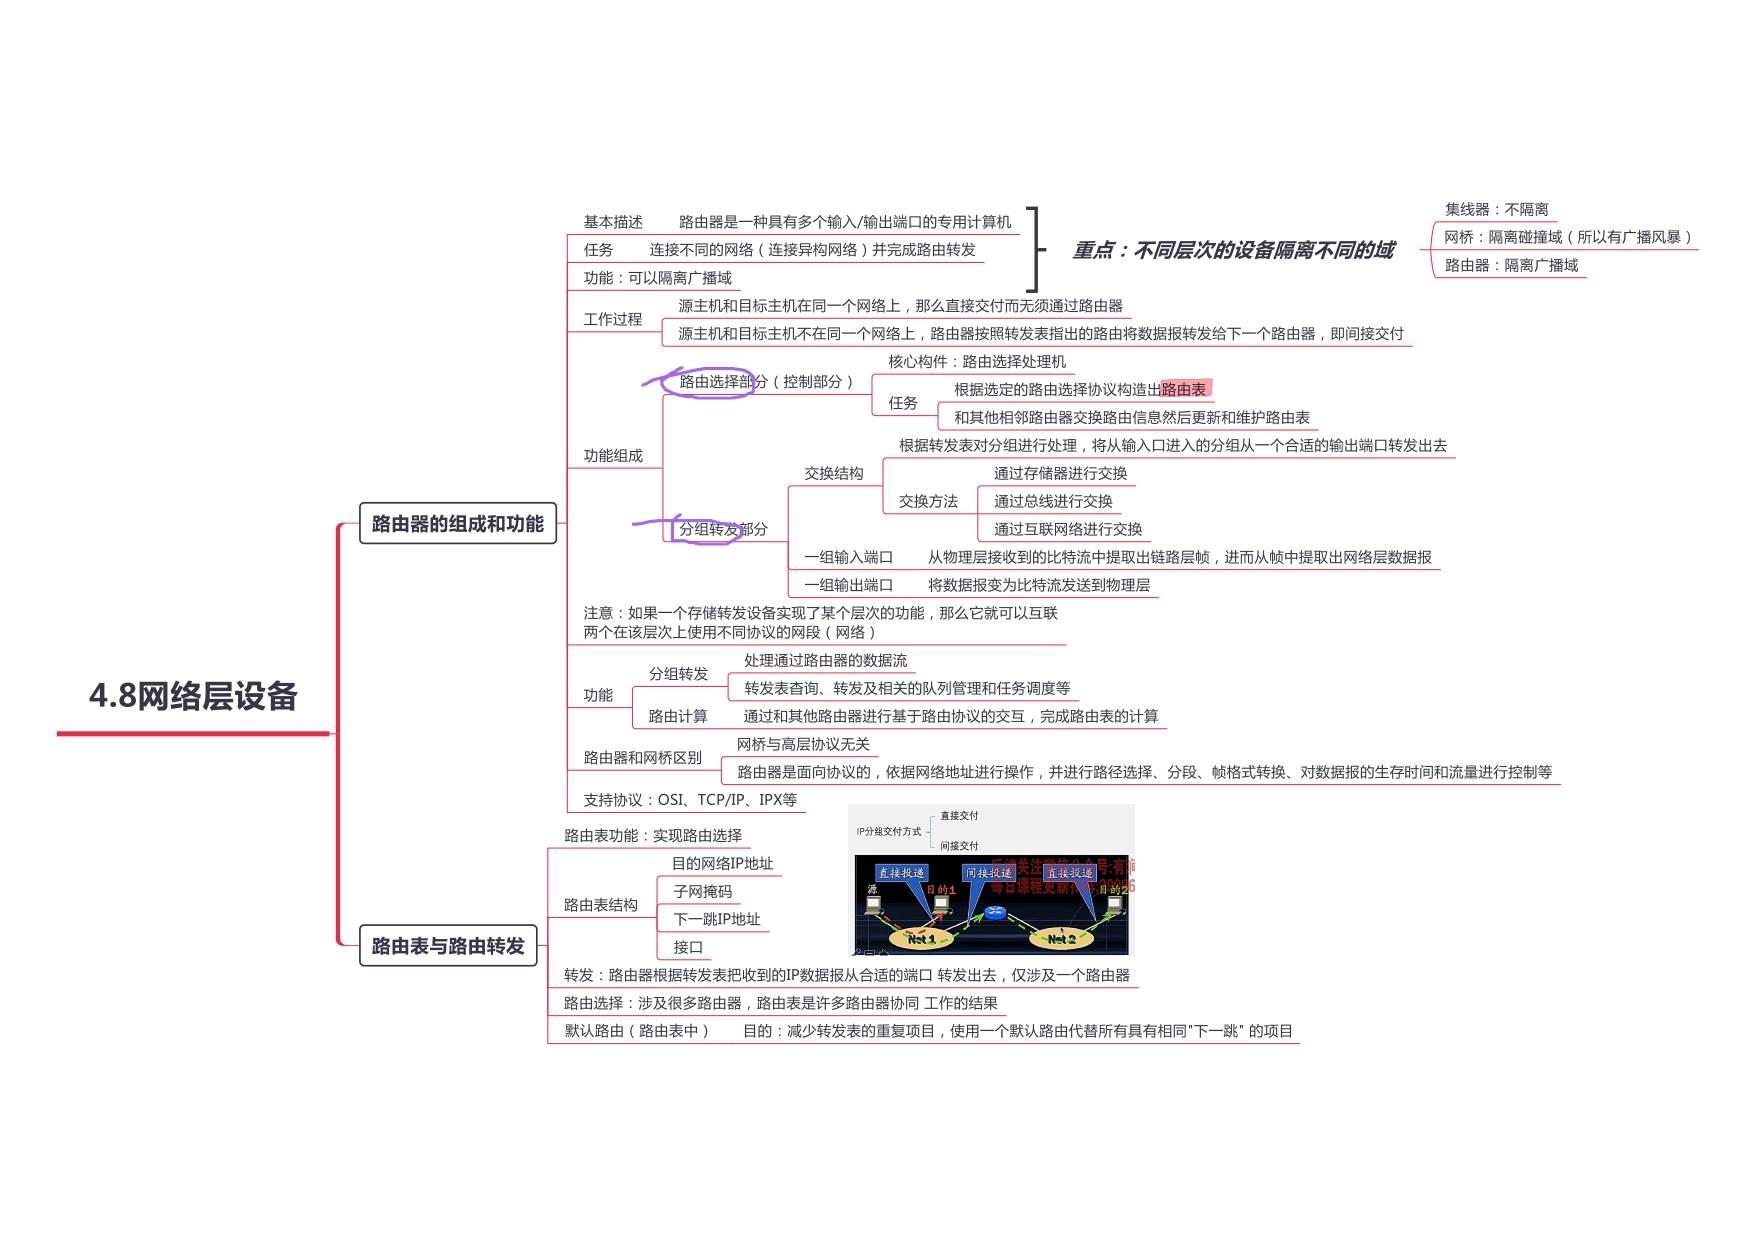 4.8网络层设备
路由器的组成和功能
基本描述
路由器是一种具有多个输入/输出端口的专用计算机
任务
连接不同的网络（连接异构网络）并完成路由转发
功能：可以隔离广播域
重点：不同层次的设备隔离不同的域
集线器：不隔离
网桥：隔离碰撞域（所以有广播风暴）
路由器：隔离广播域
工作过程
源主机和目标主机在同一个网络上，那么直接交付而无须通过路由器
源主机和目标主机不在同一个网络上，路由器按照转发表指出的路由将数据报转发给下一个路由器，即间接交付
功能组成
路由选择部分（控制部分）
核心构件：路由选择处理机
任务
根据选定的路由选择协议构造出路由表
和其他相邻路由器交换路由信息然后更新和维护路由表
分组转发部分
交换结构
根据转发表对分组进行处理，将从输入口进入的分组从一个合适的输出端口转发出去
交换方法
通过存储器进行交换
通过总线进行交换
通过互联网络进行交换
一组输入端口
从物理层接收到的比特流中提取出链路层帧，进而从帧中提取出网络层数据报
一组输出端口
将数据报变为比特流发送到物理层
注意：如果一个存储转发设备实现了某个层次的功能，那么它就可以互联
两个在该层次上使用不同协议的网段（网络）
功能
分组转发
处理通过路由器的数据流
转发表查询、转发及相关的队列管理和任务调度等
路由计算
通过和其他路由器进行基于路由协议的交互，完成路由表的计算
路由器和网桥区别
网桥与高层协议无关
路由器是面向协议的，依据网络地址进行操作，并进行路径选择、分段、帧格式转换、对数据报的生存时间和流量进行控制等
支持协议：OSI、TCP/IP、IPX等
路由表与路由转发
路由表功能：实现路由选择
路由表结构
目的网络IP地址
子网掩码
下一跳IP地址
接口
转发：路由器根据转发表把收到的IP数据报从合适的端口 转发出去，仅涉及一个路由器
路由选择：涉及很多路由器，路由表是许多路由器协同 工作的结果
默认路由（路由表中）
目的：减少转发表的重复项目，使用一个默认路由代替所有具有相同"下一跳" 的项目
IP分组交付方式
直接交付
间接交付
直接投递
间接投递
直接投递
源
目的1
目的2
Net 1
Net 2
每日课程更新